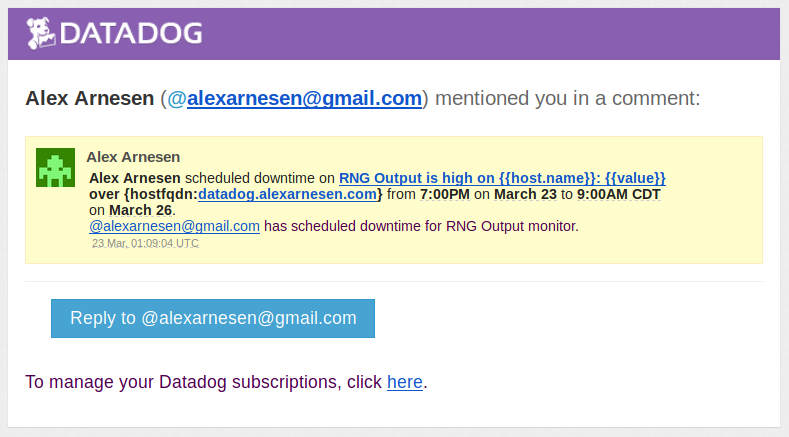 DATADOG
Alex Arnesen (@alexarnesen@gmail.com) mentioned you in a comment:
Alex Arnesen
Alex Arnesen scheduled downtime on RNG Output is high on {{host.name}}: {{value}}
over {hostfqdn:datadog.alexarnesen.com} from 7:00PM on March 23 to 9:00AM CDT
on March 26.
@alexarnesen@gmail.com has scheduled downtime for RNG Output monitor.
23 Mar, 01:09:04 UTC
Reply to @alexarnesen@gmail.com
To manage your Datadog subscriptions, click here.